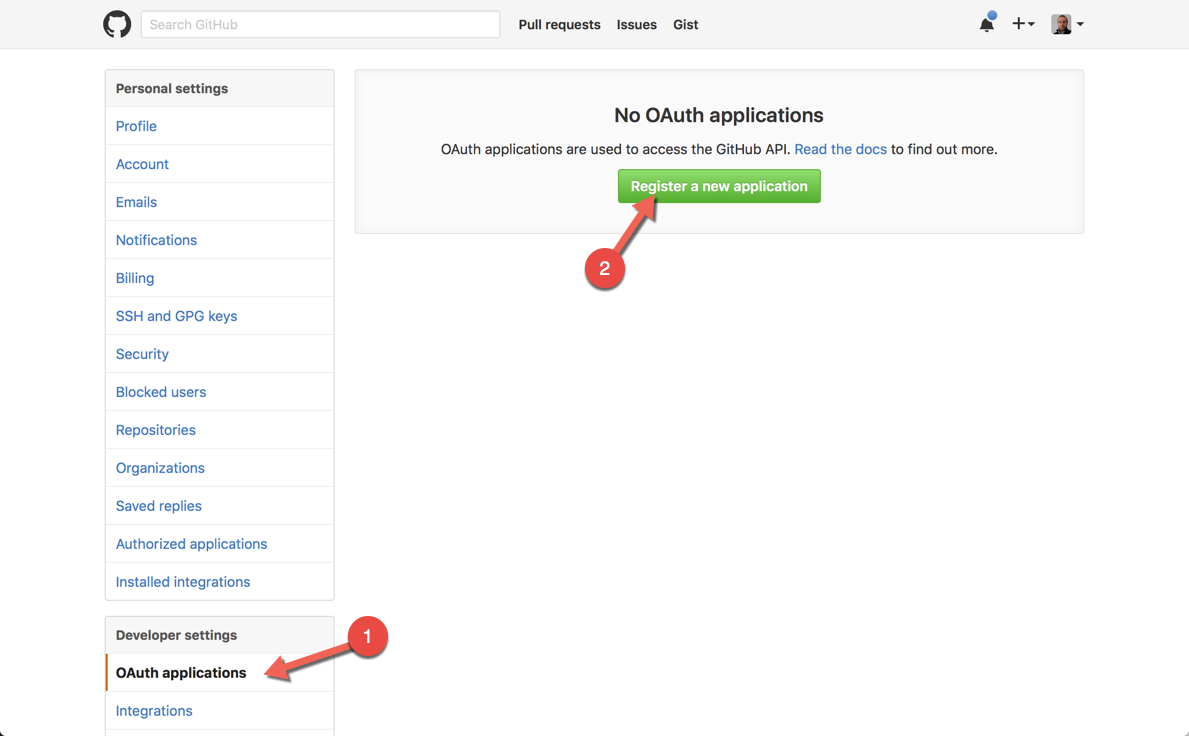 Search GitHub
Pull requests
Issues
Gist
Personal settings
Profile
Account
Emails
Notifications
Billing
SSH and GPG keys
Security
Blocked users
Repositories
Organizations
Saved replies
Authorized applications
Installed integrations
Developer settings
OAuth applications
Integrations
No OAuth applications
OAuth applications are used to access the GitHub API. Read the docs to find out more.
Register a new application
2
1